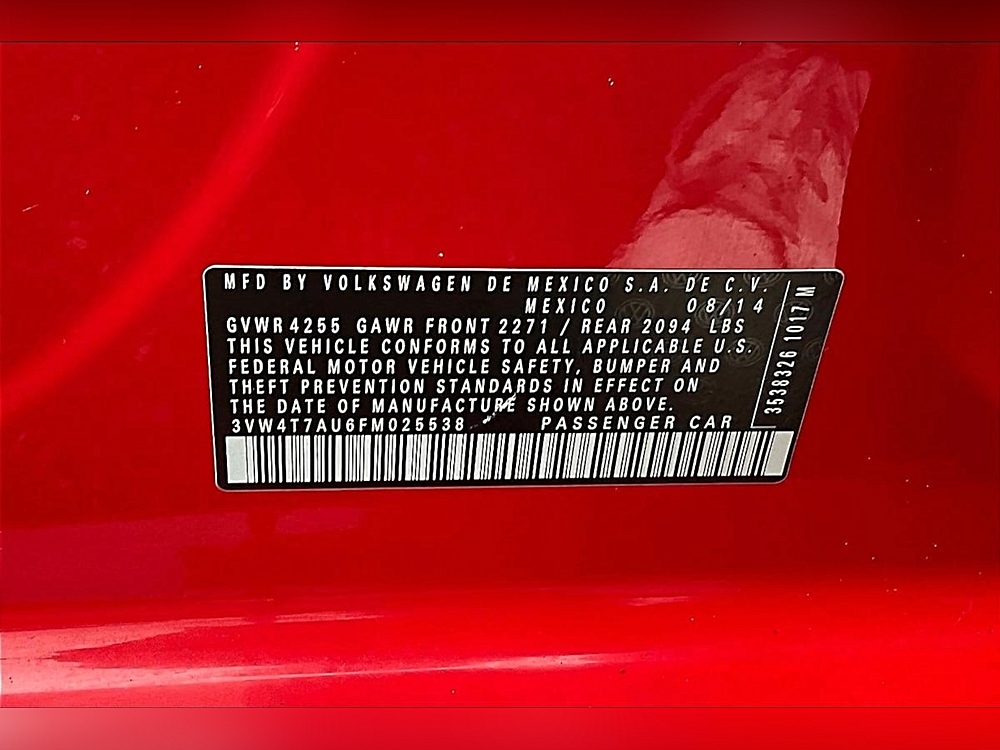 MFD BY VOLKSWAGEN DE MEXICO S.A. DE C.V.
MEXICO 08/14
GVWR 4255 GAWR FRONT 2271 / REAR 2094 LBS
THIS VEHICLE CONFORMS TO ALL APPLICABLE U.S.
FEDERAL MOTOR VEHICLE SAFETY, BUMPER AND
THEFT PREVENTION STANDARDS IN EFFECT ON
THE DATE OF MANUFACTURE SHOWN ABOVE.
3VW4T7AU6FM025538 PASSENGER CAR
3538326 1017 M